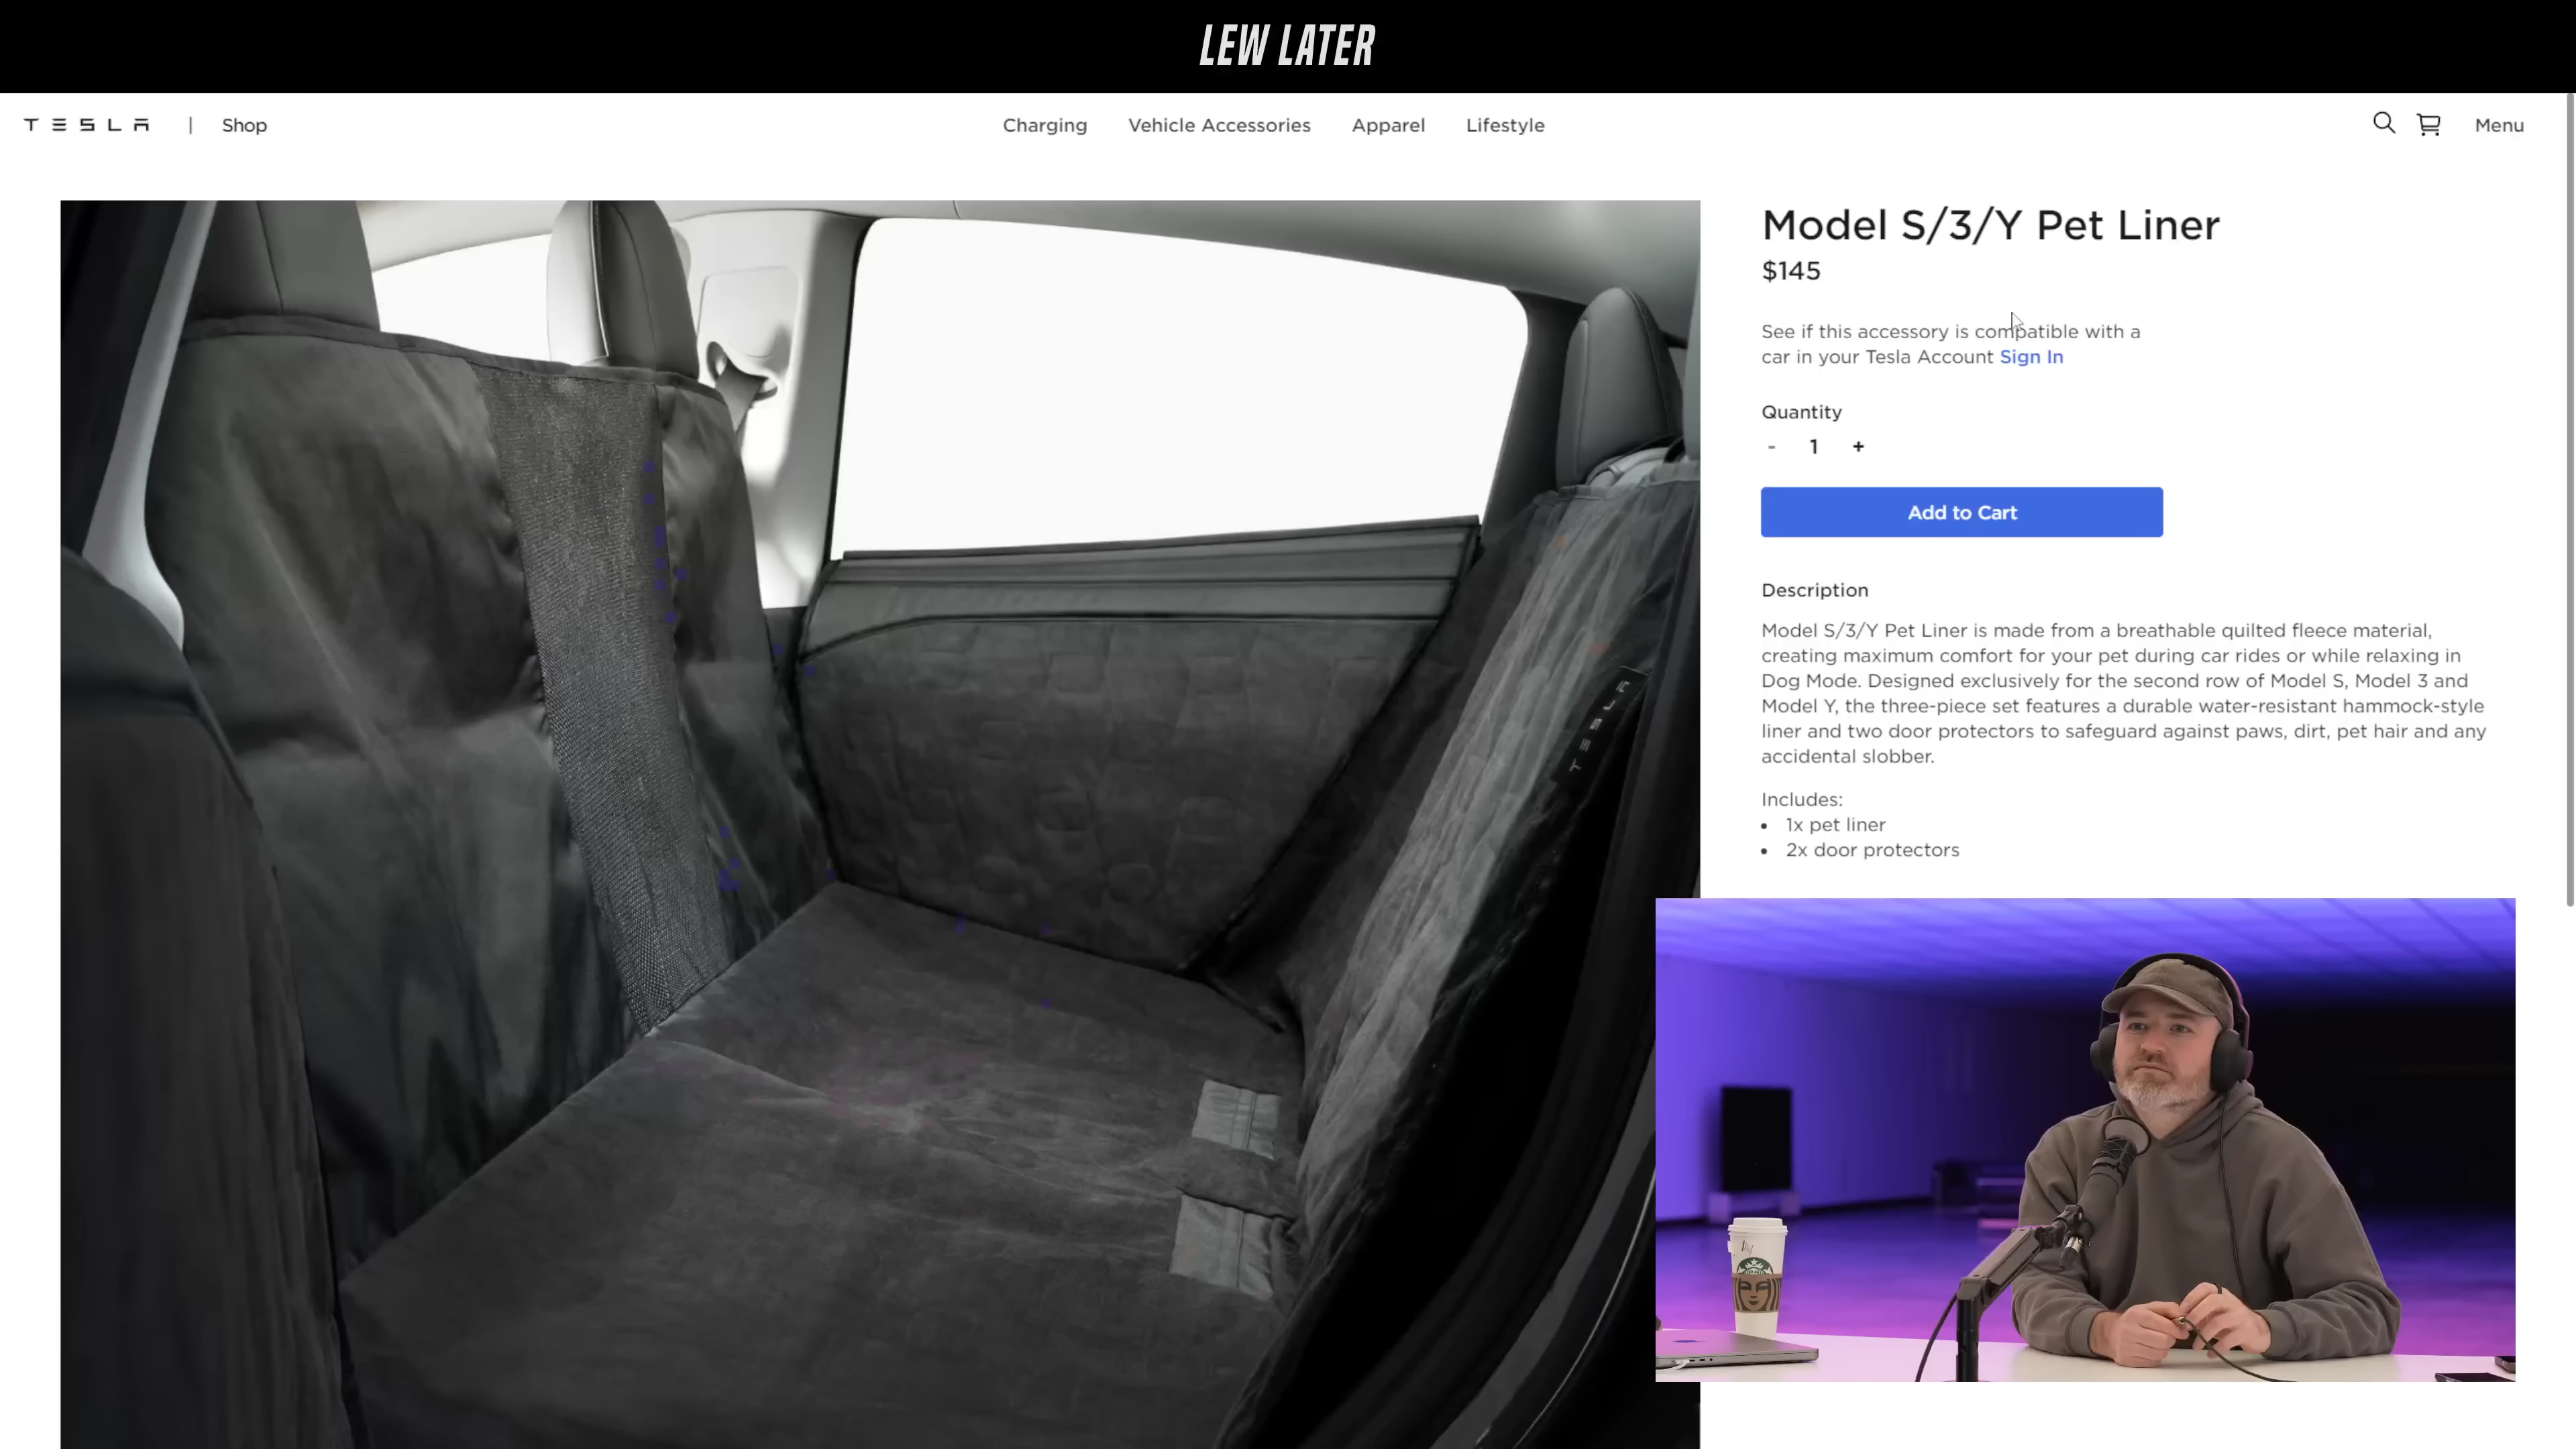 LEW LATER
TESLA | Shop
Charging Vehicle Accessories Apparel Lifestyle
Menu
Model S/3/Y Pet Liner
$145
See if this accessory is compatible with a
car in your Tesla Account Sign In
Quantity
- 1 +
Add to Cart
Description
Model S/3/Y Pet Liner is made from a breathable quilted fleece material,
creating maximum comfort for your pet during car rides or while relaxing in
Dog Mode. Designed exclusively for the second row of Model S, Model 3 and
Model Y, the three-piece set features a durable water-resistant hammock-style
liner and two door protectors to safeguard against paws, dirt, pet hair and any
accidental slobber.
Includes:
• 1x pet liner
• 2x door protectors
TESLA